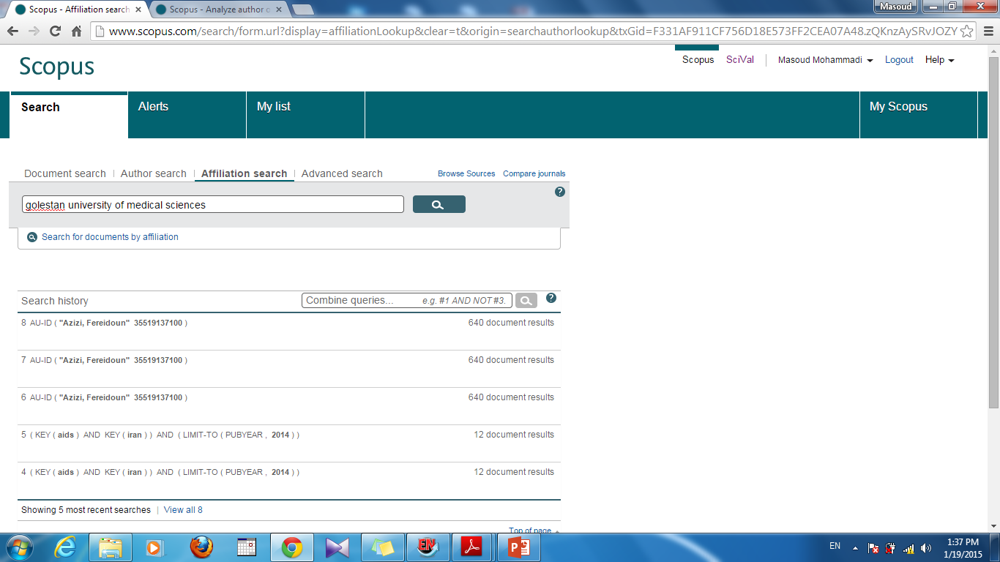 Scopus - Affiliation search
Scopus - Analyze author o
Masoud
www.scopus.com/search/form.url?display=affiliationLookup&clear=t&origin=searchauthorlookup&txGid=F331AF911CF756D18E573FF2CEA07A48.zQKnzAySRvJOZY
Scopus SciVal Masoud Mohammadi Logout Help
Scopus
Search Alerts My list My Scopus
Document search Author search Affiliation search Advanced search Browse Sources Compare journals
?
golestan university of medical sciences
Search for documents by affiliation
Search history Combine queries... e.g. #1 AND NOT #3. ?
8 AU-ID ( "Azizi, Fereidoun" 35519137100 ) 640 document results
7 AU-ID ( "Azizi, Fereidoun" 35519137100 ) 640 document results
6 AU-ID ( "Azizi, Fereidoun" 35519137100 ) 640 document results
5 ( KEY ( aids ) AND KEY ( iran ) ) AND ( LIMIT-TO ( PUBYEAR , 2014 ) ) 12 document results
4 ( KEY ( aids ) AND KEY ( iran ) ) AND ( LIMIT-TO ( PUBYEAR , 2014 ) ) 12 document results
Showing 5 most recent searches | View all 8
Top of page
EN
1:37 PM
1/19/2015